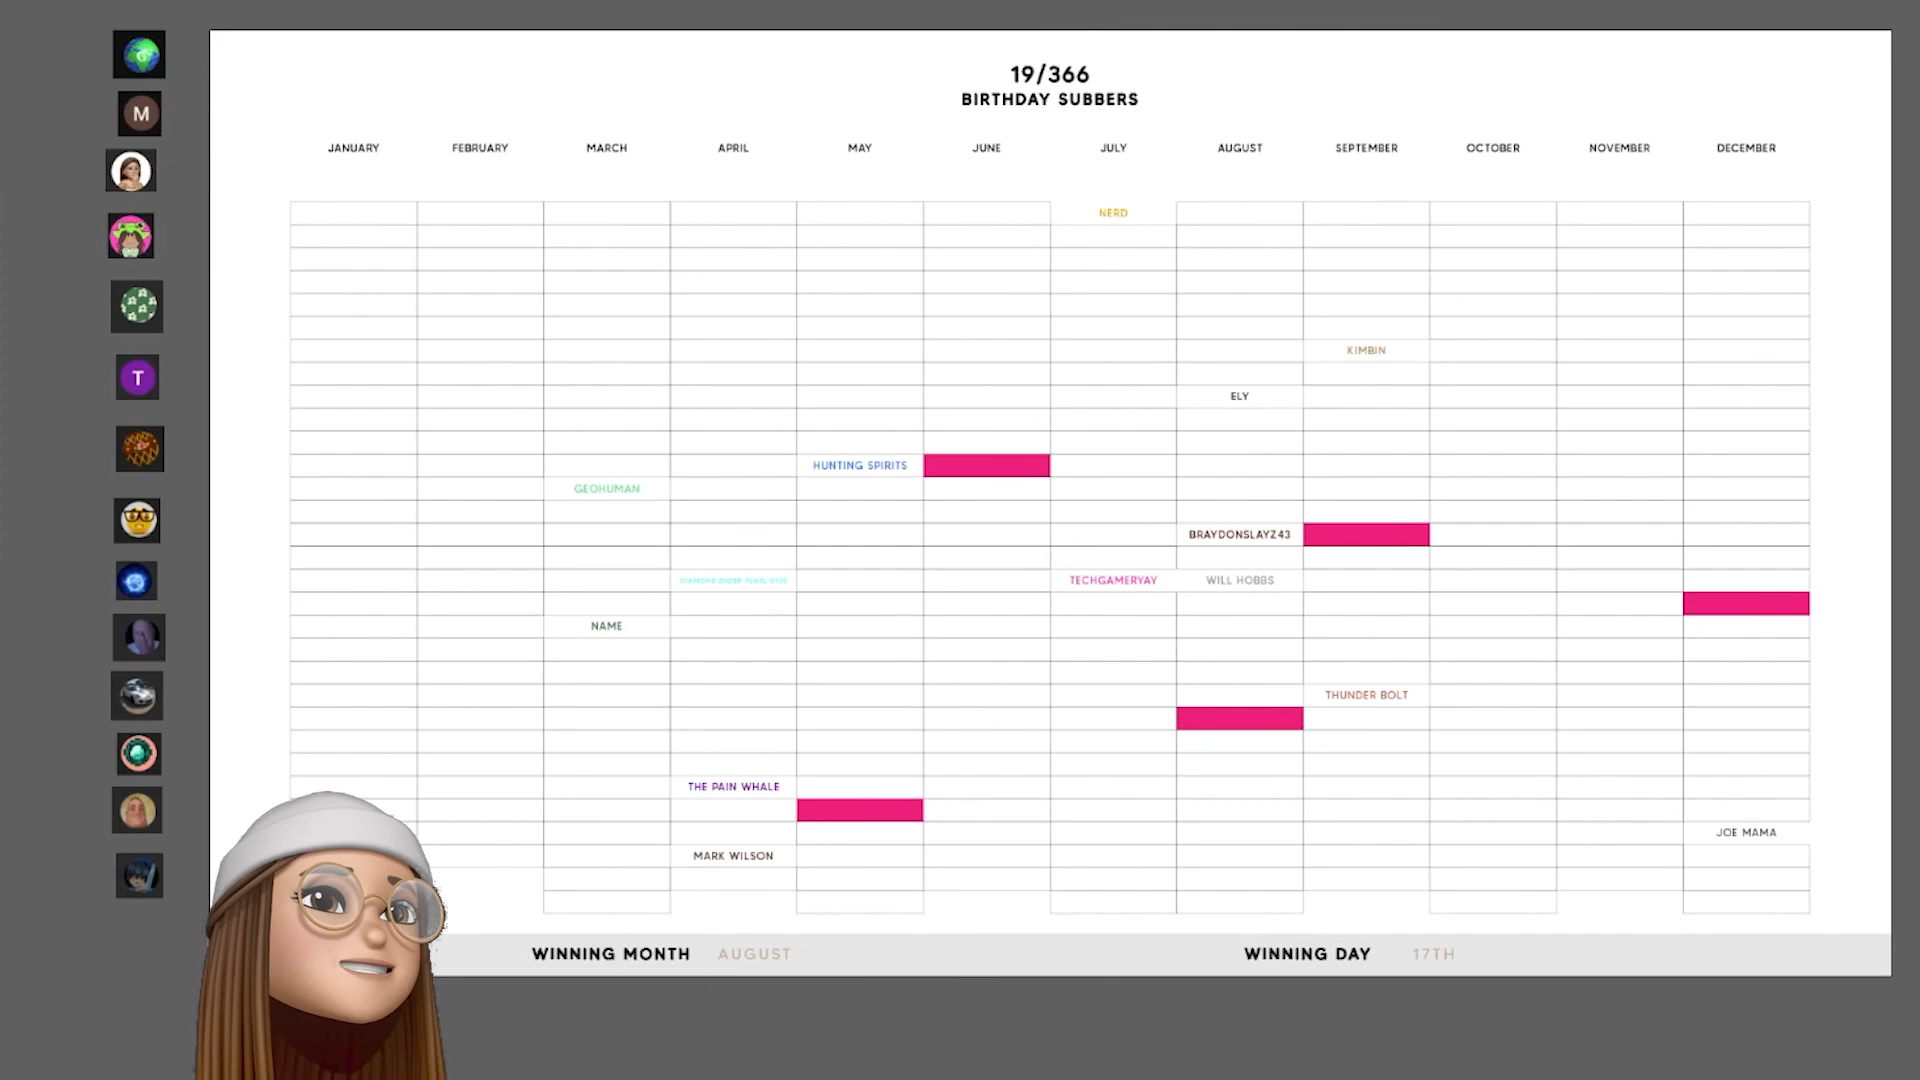 19/366
BIRTHDAY SUBBERS
JANUARY FEBRUARY MARCH APRIL MAY JUNE JULY AUGUST SEPTEMBER OCTOBER NOVEMBER DECEMBER
NERD
M
KIMBIN
T
ELY
HUNTING SPIRITS
GEOHUMAN
BRAYDONSLAYZ43
TECHGAMERYAY WILL HOBBS
NAME
THUNDER BOLT
THE PAIN WHALE
JOE MAMA
MARK WILSON
WINNING MONTH AUGUST WINNING DAY 17TH